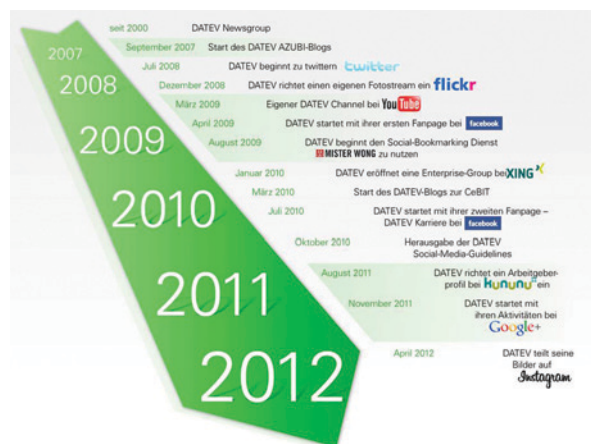 seit 2000 DATEV Newsgroup
2007
September 2007 Start des DATEV AZUBI-Blogs
Juli 2008 DATEV beginnt zu twittern twitter
2008
Dezember 2008 DATEV richtet einen eigenen Fotostream ein flickr
März 2009 Eigener DATEV Channel bei YouTube
April 2009 DATEV startet mit ihrer ersten Fanpage bei facebook
2009
August 2009 DATEV beginnt den Social-Bookmarking Dienst
MISTER WONG zu nutzen
Januar 2010 DATEV eröffnet eine Enterprise-Group bei XING
März 2010 Start des DATEV-Blogs zur CeBIT
2010
Juli 2010 DATEV startet mit ihrer zweiten Fanpage –
DATEV Karriere bei facebook
Oktober 2010 Herausgabe der DATEV
Social-Media-Guidelines
August 2011 DATEV richtet ein Arbeitgeber-
profil bei kununu ein
2011
November 2011 DATEV startet mit
ihren Aktivitäten bei
Google+
2012
April 2012 DATEV teilt seine
Bilder auf
Instagram